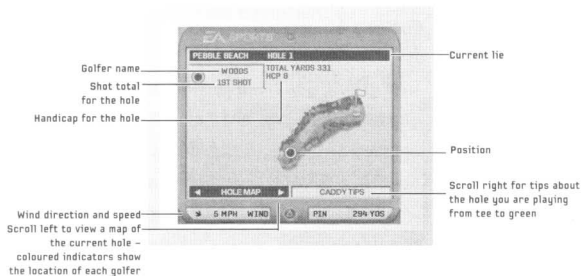 EA SPORTS
PEBBLE BEACH HOLE 1
Current lie
Golfer name
WOODS
TOTAL YARDS 331
Shot total
for the hole
1ST SHOT
HCP 8
Handicap for the hole
Position
HOLE MAP
CADDY TIPS
Scroll right for tips about
the hole you are playing
from tee to green
Wind direction and speed
5 MPH WIND
PIN 294 YDS
Scroll left to view a map of
the current hole –
coloured indicators show
the location of each golfer